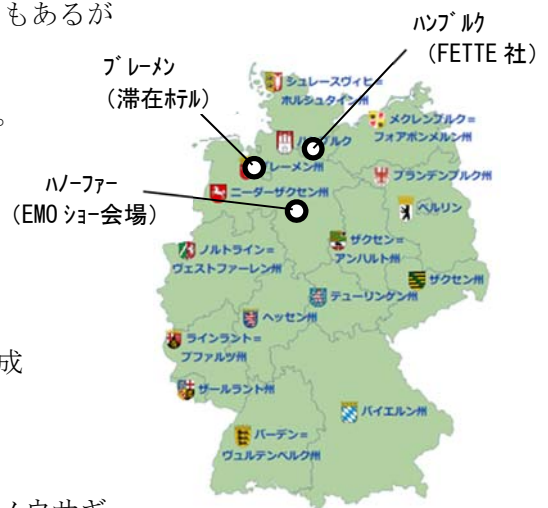 もあるが
ﾊﾝﾌﾞﾙｸ
（FETTE 社）
ﾌﾞﾚｰﾒﾝ
（滞在ﾎﾃﾙ）
。
ﾊﾉｰﾌｧｰ
（EMO ｼｮｰ会場）
シュレースヴィヒ=
ホルシュタイン州
メクレンブルク=
フォアポンメルン州
ブレーメン州
ブランデンブルク州
ニーダーザクセン州
ベルリン
ノルトライン=
ヴェストファーレン州
ザクセン=
アンハルト州
ザクセン州
テューリンゲン州
ヘッセン州
ラインラント=
プファルツ州
成
ザールラント州
バイエルン州
バーデン=
ヴュルテンベルク州
ノウサギ